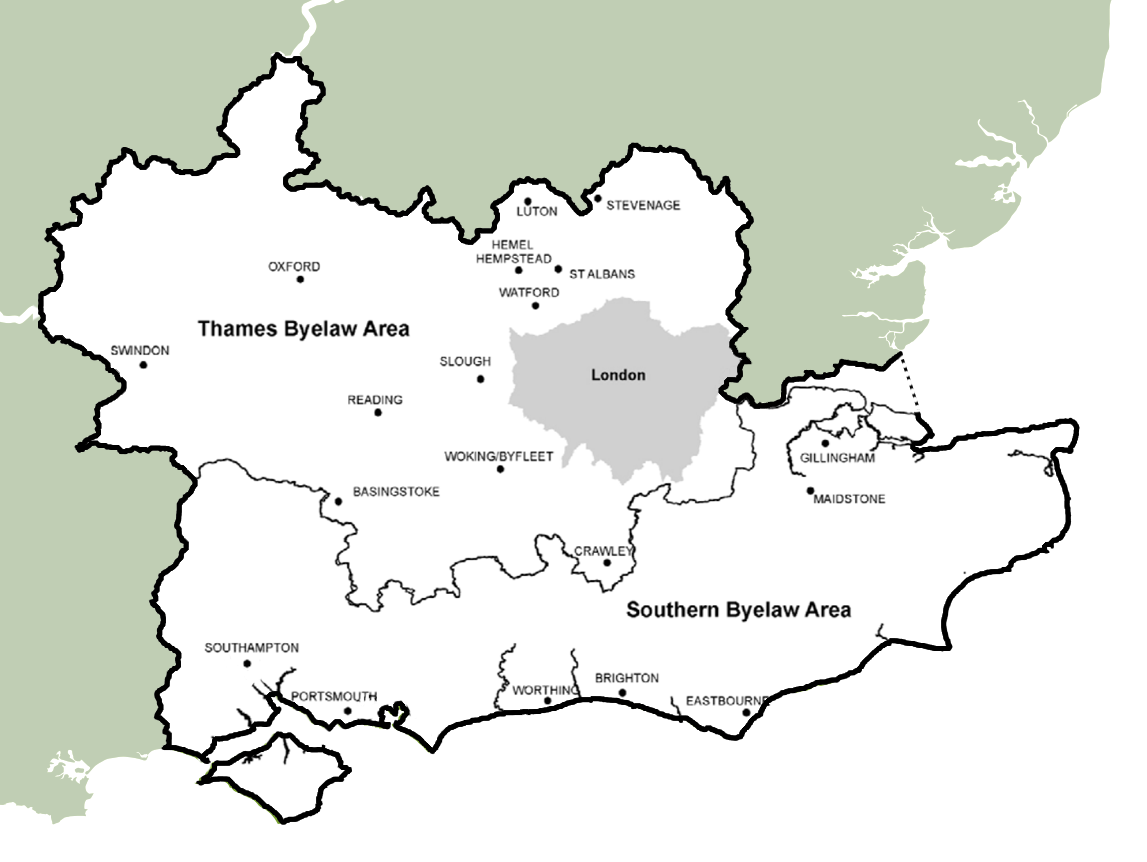 LUTON
STEVENAGE
HEMEL
HEMPSTEAD
ST ALBANS
OXFORD
WATFORD
Thames Byelaw Area
SWINDON
SLOUGH
London
READING
WOKING/BYFLEET
GILLINGHAM
BASINGSTOKE
MAIDSTONE
CRAWLEY
Southern Byelaw Area
SOUTHAMPTON
BRIGHTON
PORTSMOUTH
WORTHING
EASTBOURNE